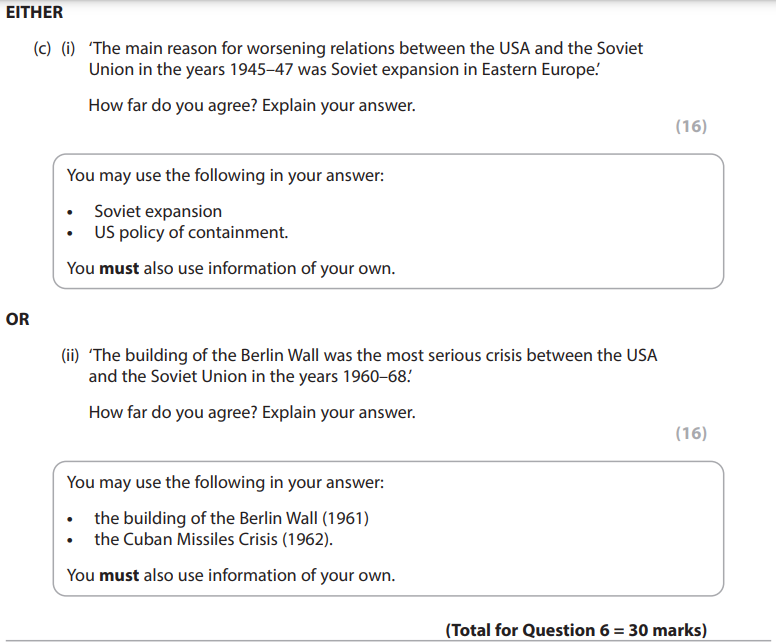 EITHER
(c) (i) ‘The main reason for worsening relations between the USA and the Soviet
Union in the years 1945–47 was Soviet expansion in Eastern Europe.’
How far do you agree? Explain your answer.
(16)
You may use the following in your answer:
• Soviet expansion
• US policy of containment.
You must also use information of your own.
OR
(ii) ‘The building of the Berlin Wall was the most serious crisis between the USA
and the Soviet Union in the years 1960–68.’
How far do you agree? Explain your answer.
(16)
You may use the following in your answer:
• the building of the Berlin Wall (1961)
• the Cuban Missiles Crisis (1962).
You must also use information of your own.
(Total for Question 6 = 30 marks)